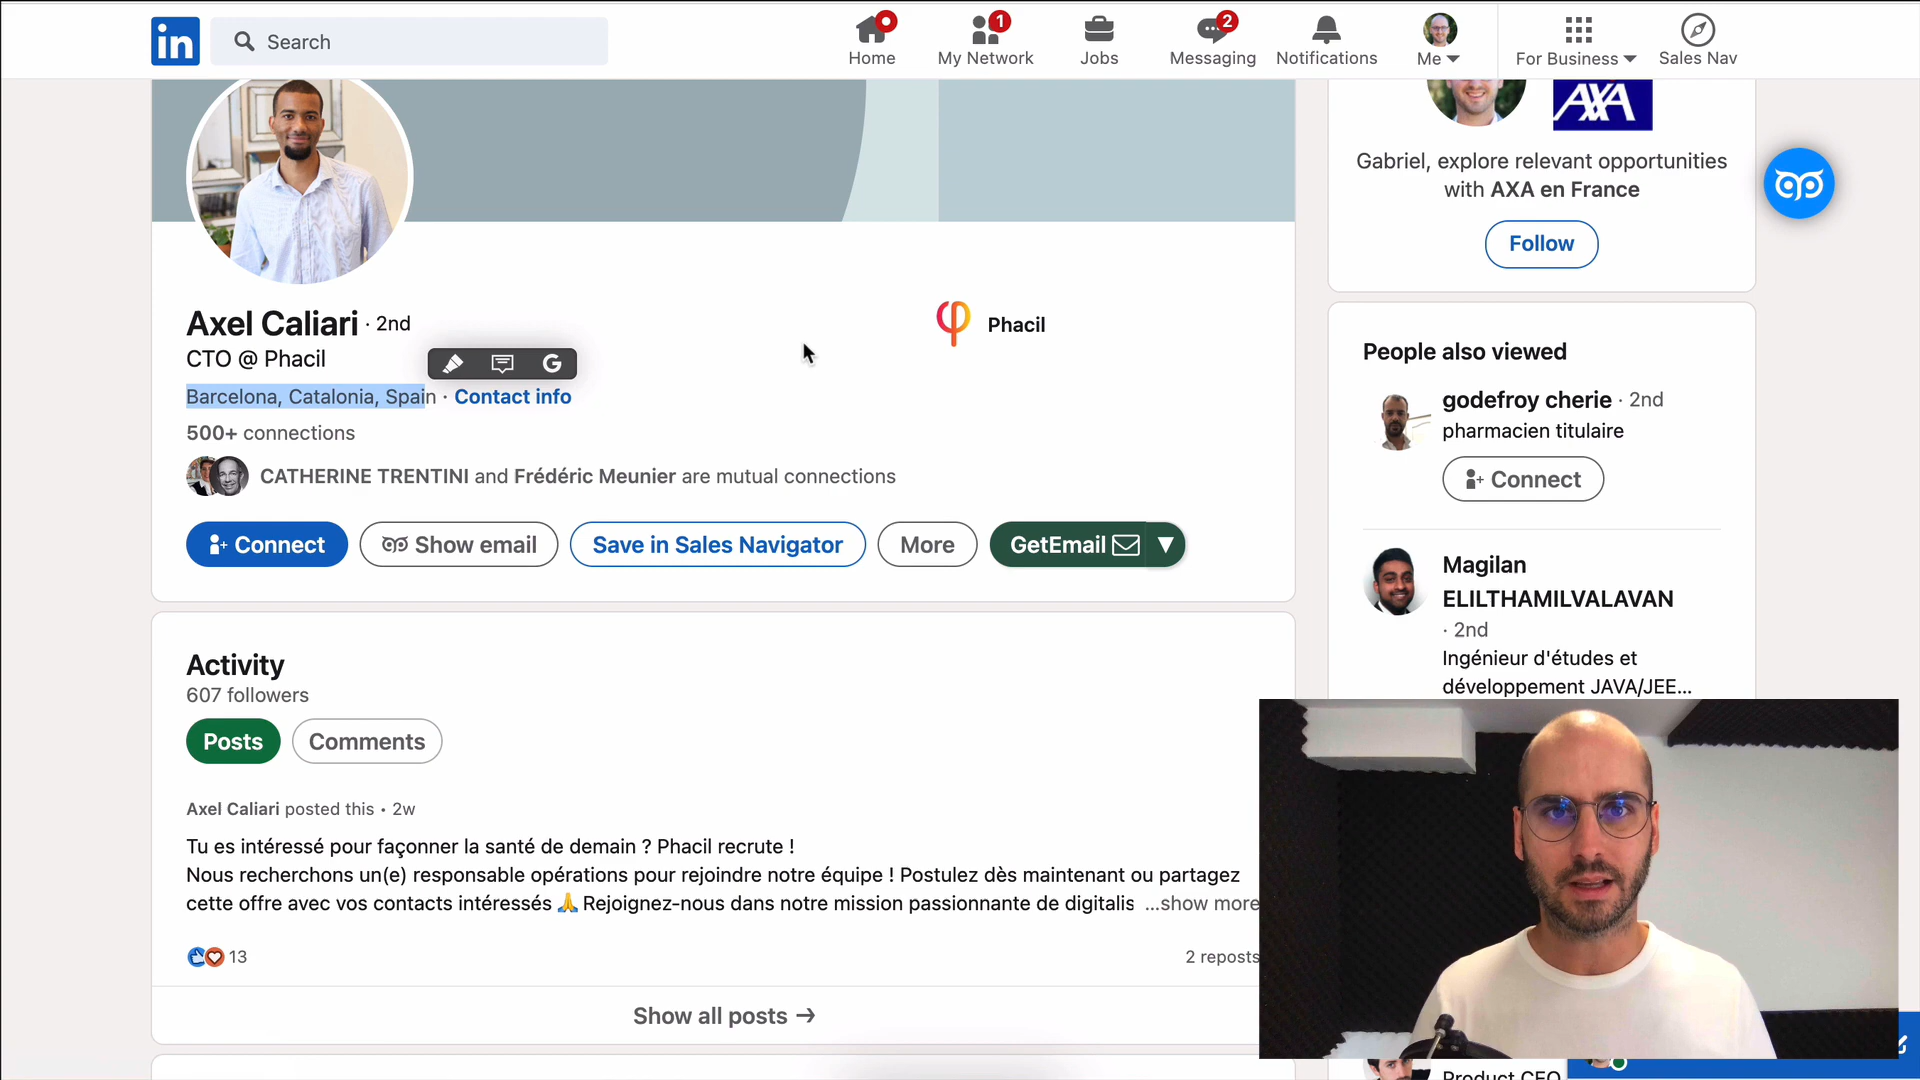 in
Search
Home
1
My Network
Jobs
2
Messaging
Notifications
Me
For Business
Sales Nav
AXA
Gabriel, explore relevant opportunities
with AXA en France
Follow
Axel Caliari · 2nd
CTO @ Phacil
G
Barcelona, Catalonia, Spain · Contact info
500+ connections
CATHERINE TRENTINI and Frédéric Meunier are mutual connections
Connect
Show email
Save in Sales Navigator
More
GetEmail
Phacil
People also viewed
godefroy cherie · 2nd
pharmacien titulaire
Connect
Magilan
ELILTHAMILVALAVAN
· 2nd
Ingénieur d'études et
développement JAVA/JEE...
Activity
607 followers
Posts
Comments
Axel Caliari posted this • 2w
Tu es intéressé pour façonner la santé de demain ? Phacil recrute !
Nous recherchons un(e) responsable opérations pour rejoindre notre équipe ! Postulez dès maintenant ou partagez
cette offre avec vos contacts intéressés 🙏 Rejoignez-nous dans notre mission passionnante de digitalis ...show more
13
2 reposts
Show all posts →
Product CEO